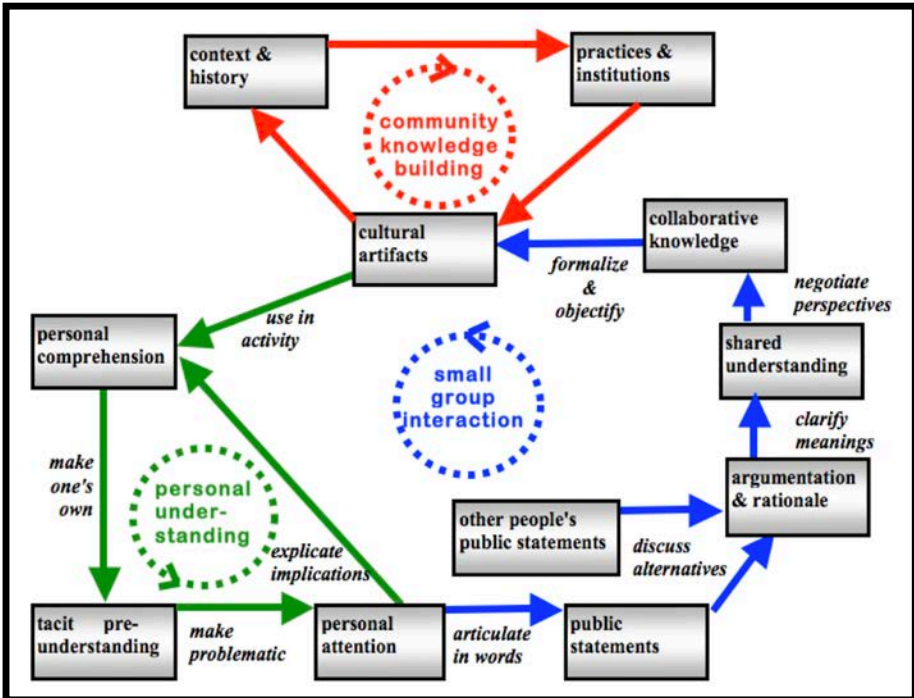 context &
history
practices &
institutions
community
knowledge
building
cultural
artifacts
collaborative
knowledge
formalize
&
objectify
negotiate
perspectives
use in
activity
personal
comprehension
shared
understanding
small
group
interaction
clarify
meanings
make
one's
own
personal
under-
standing
argumentation
& rationale
other people's
public statements
discuss
alternatives
explicate
implications
tacit pre-
understanding
make
problematic
personal
attention
articulate
in words
public
statements